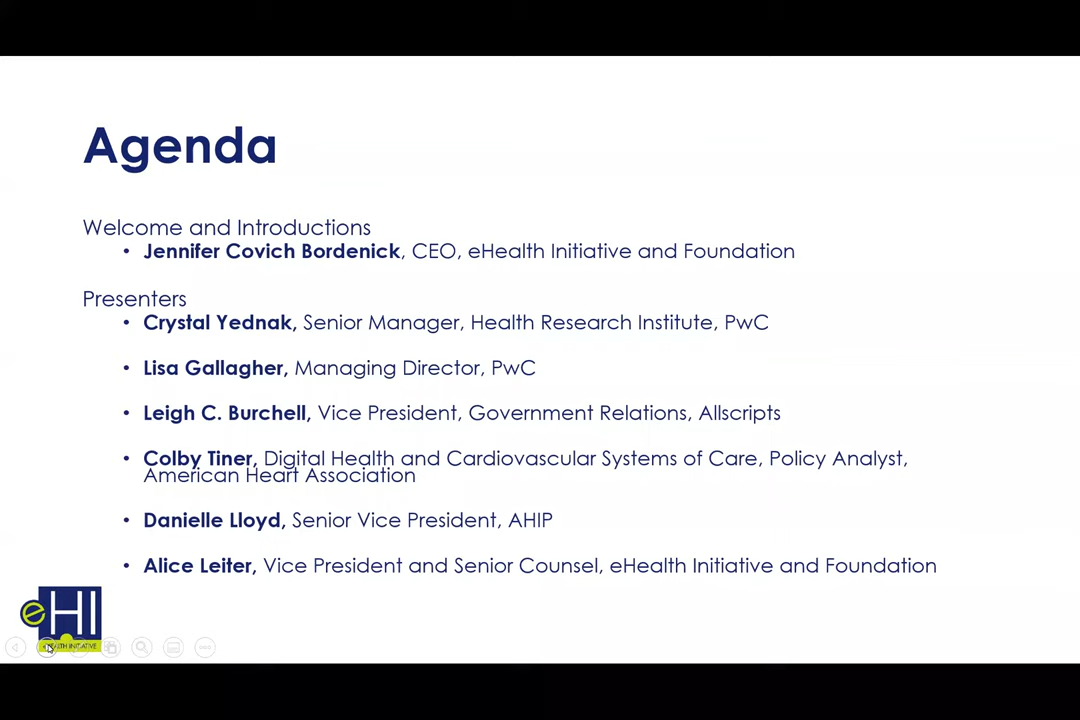 Agenda
Welcome and Introductions
• Jennifer Covich Bordenick, CEO, eHealth Initiative and Foundation
Presenters
• Crystal Yednak, Senior Manager, Health Research Institute, PwC
• Lisa Gallagher, Managing Director, PwC
• Leigh C. Burchell, Vice President, Government Relations, Allscripts
• Colby Tiner, Digital Health and Cardiovascular Systems of Care, Policy Analyst,
American Heart Association
• Danielle Lloyd, Senior Vice President, AHIP
• Alice Leiter, Vice President and Senior Counsel, eHealth Initiative and Foundation
eHI
INITIATIVE